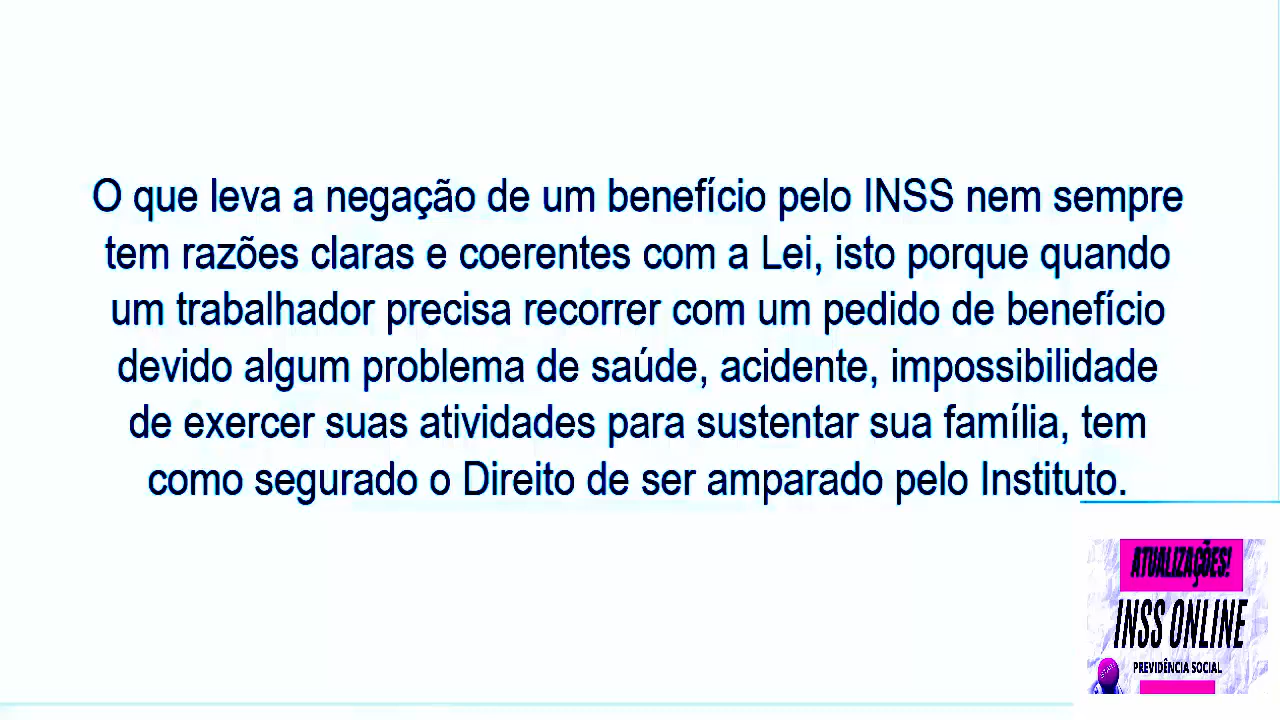 O que leva a negação de um benefício pelo INSS nem sempre
tem razões claras e coerentes com a Lei, isto porque quando
um trabalhador precisa recorrer com um pedido de benefício
devido algum problema de saúde, acidente, impossibilidade
de exercer suas atividades para sustentar sua família, tem
como segurado o Direito de ser amparado pelo Instituto.
ATUALIZAÇÕES!
INSS ONLINE
PREVIDÊNCIA SOCIAL